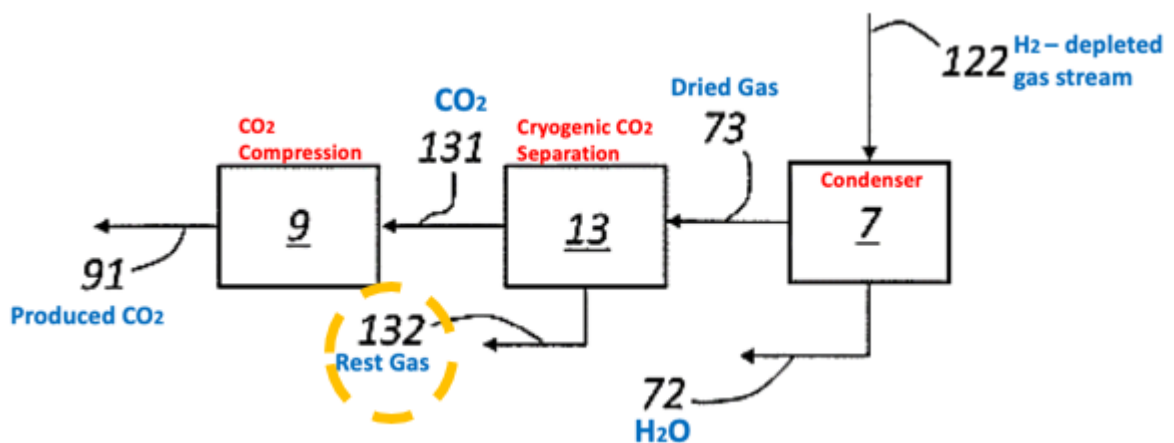 122 H₂ – depleted
gas stream
CO₂
Dried Gas
CO₂
Compression
131
Cryogenic CO₂
Separation
73
Condenser
9
13
7
91
Produced CO₂
132
Rest Gas
72
H₂O